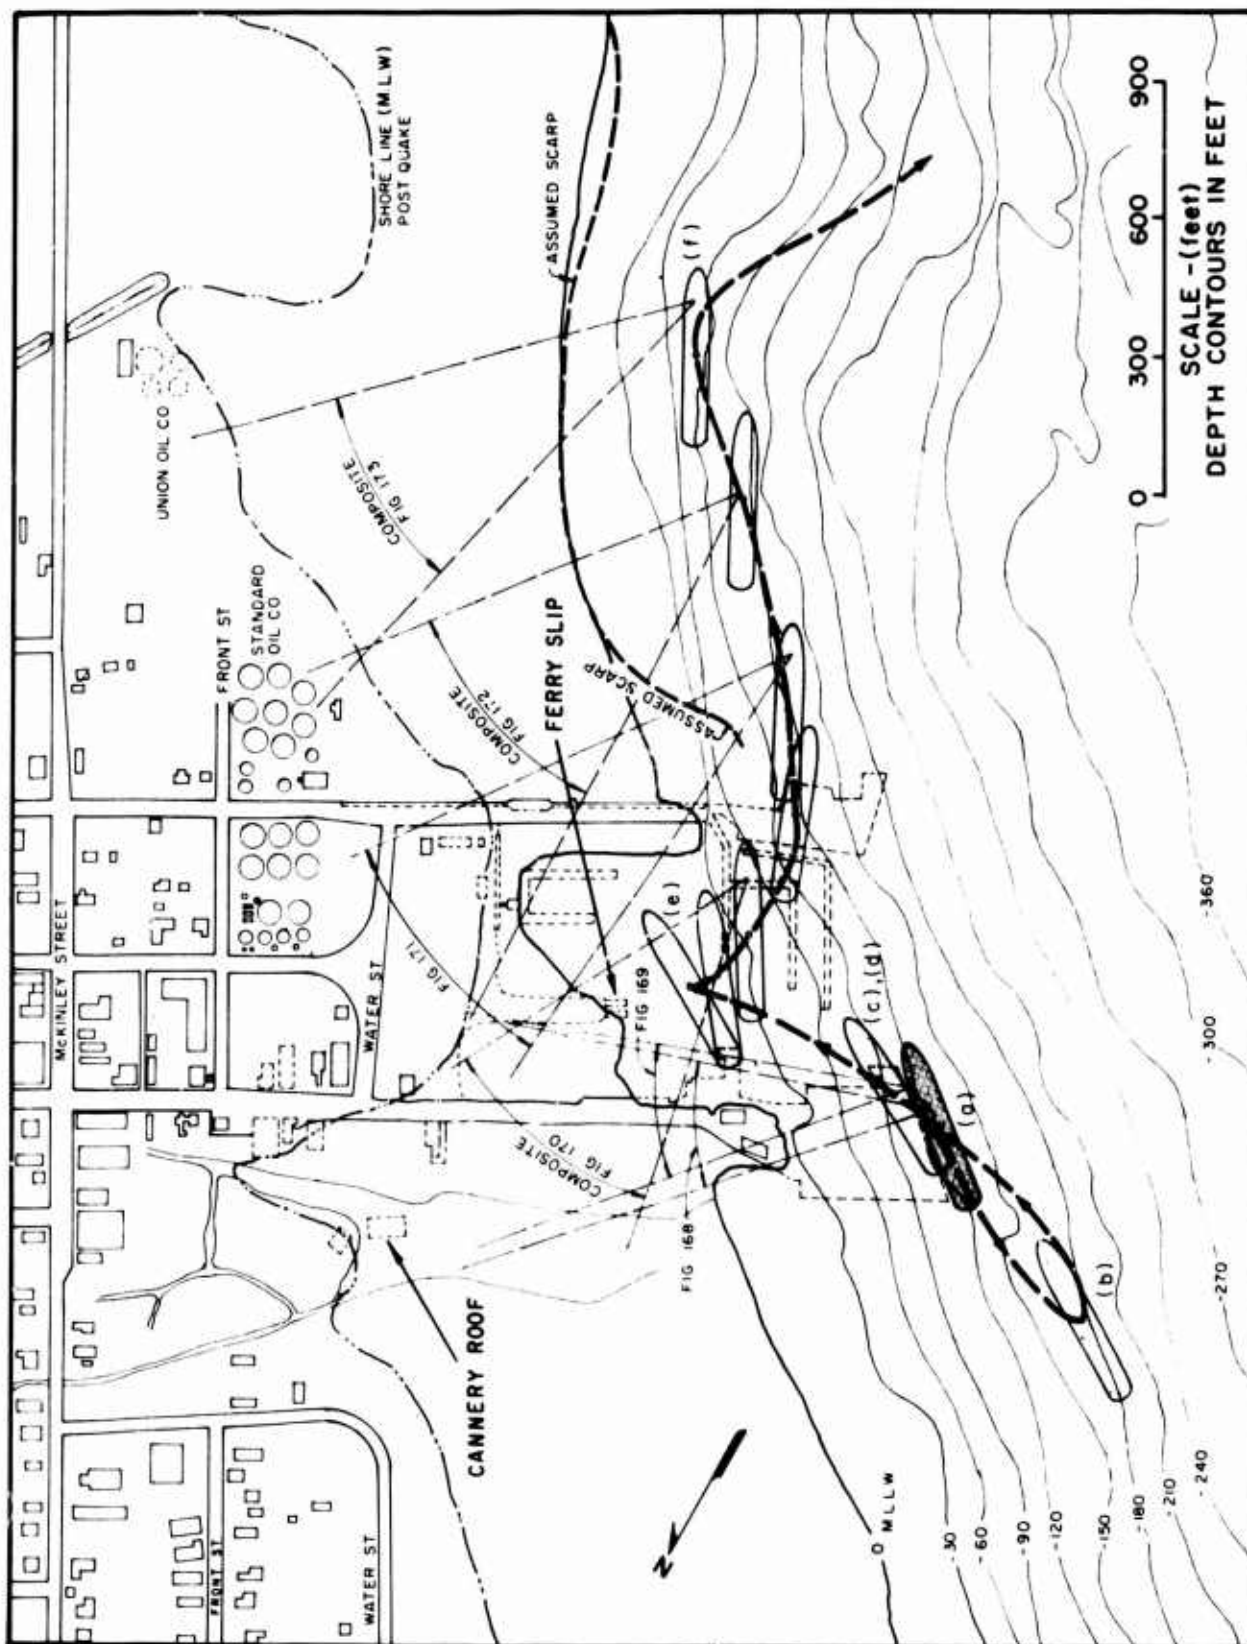 McKINLEY STREET
FRONT ST
WATER ST
FRONT ST
WATER ST
UNION OIL CO
STANDARD
OIL CO
SHORE LINE (M.L.W)
POST QUAKE
ASSUMED SCARP
ASSUMED SCARP
COMPOSITE
FIG 173
COMPOSITE
FIG 172
FIG 171
COMPOSITE
FIG 170
FIG 169
FIG 168
FERRY SLIP
CANNERY ROOF
N
(a)
(b)
(c),(d)
(e)
(f)
O M L L W
-30
-60
-90
-120
-150
-180
-210
-240
-270
-300
-360
0 300 600 900
SCALE -(feet)
DEPTH CONTOURS IN FEET